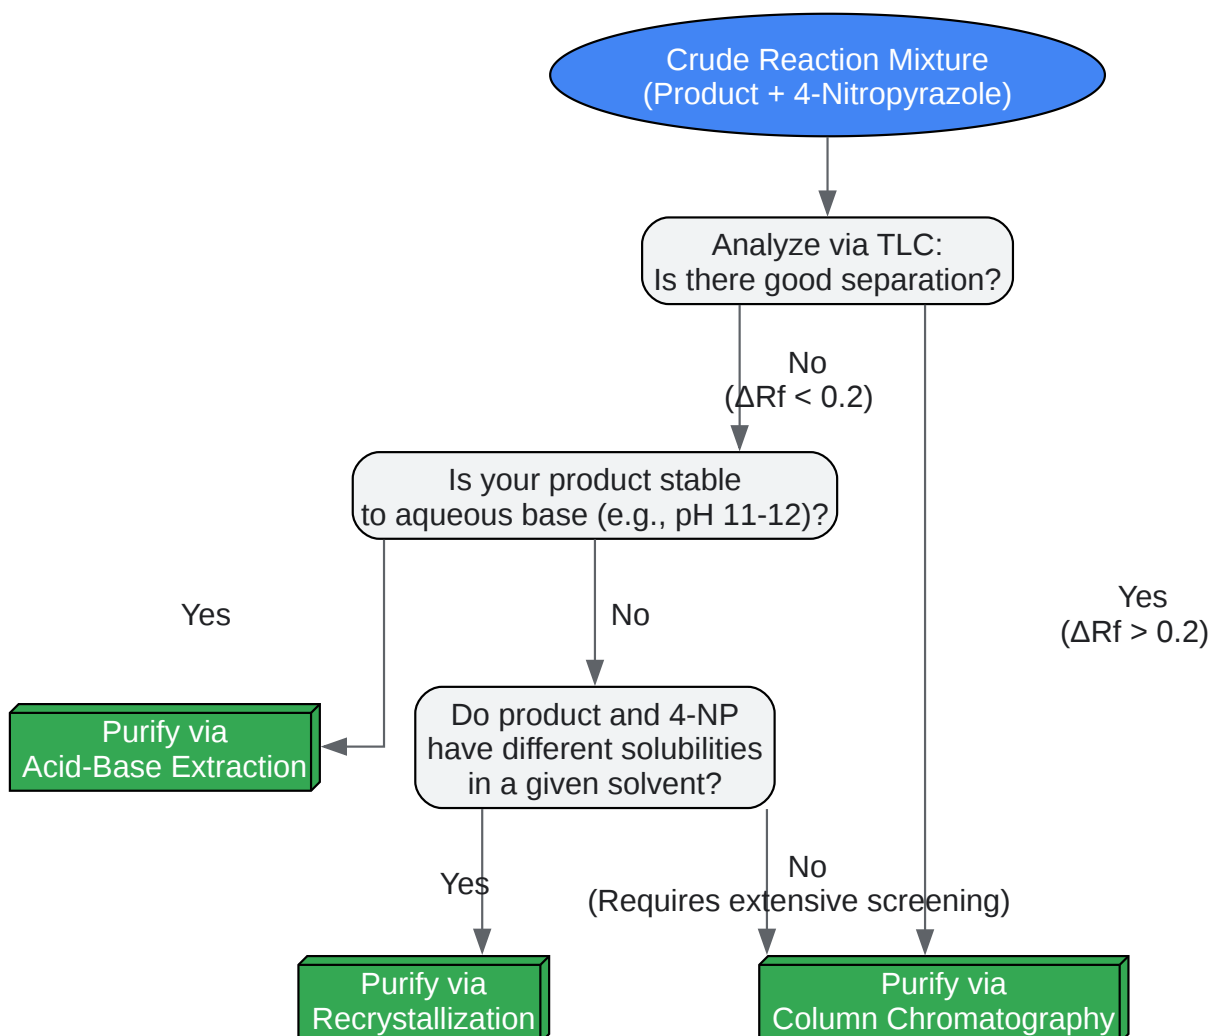 Crude Reaction Mixture
(Product + 4-Nitropyrazole)
Analyze via TLC:
Is there good separation?
No
(ΔRf < 0.2)
Is your product stable
to aqueous base (e.g., pH 11-12)?
Yes
No
Yes
(ΔRf > 0.2)
Purify via
Acid-Base Extraction
Do product and 4-NP
have different solubilities
in a given solvent?
Yes
No
(Requires extensive screening)
Purify via
Recrystallization
Purify via
Column Chromatography